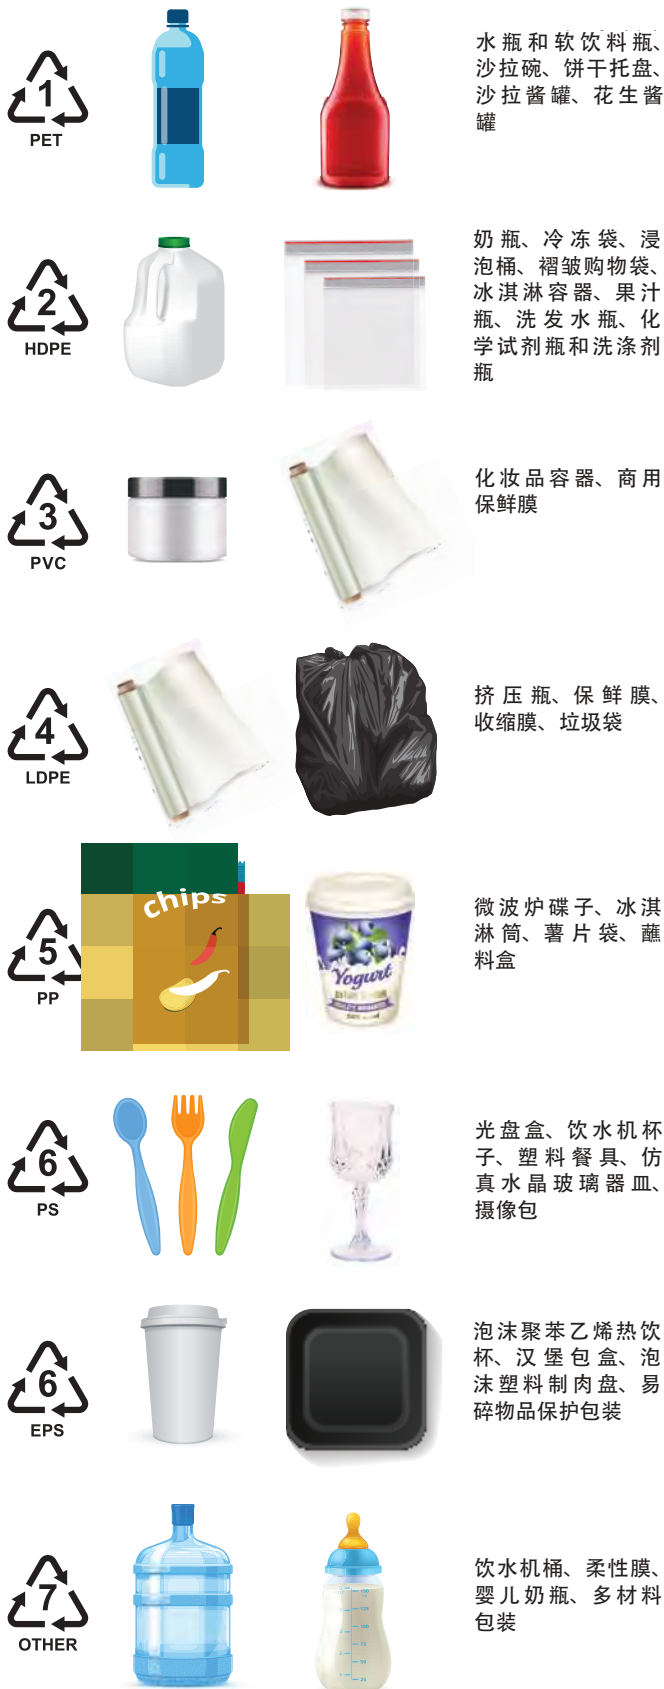 1
PET
水瓶和软饮料瓶、
沙拉碗、饼干托盘、
沙拉酱罐、花生酱
罐
2
HDPE
奶瓶、冷冻袋、浸
泡桶、褶皱购物袋、
冰淇淋容器、果汁
瓶、洗发水瓶、化
学试剂瓶和洗涤剂
瓶
3
PVC
化妆品容器、商用
保鲜膜
4
LDPE
挤压瓶、保鲜膜、
收缩膜、垃圾袋
5
PP
chips
Yogurt
微波炉碟子、冰淇
淋筒、薯片袋、蘸
料盒
6
PS
光盘盒、饮水机杯
子、塑料餐具、仿
真水晶玻璃器皿、
摄像包
6
EPS
泡沫聚苯乙烯热饮
杯、汉堡包盒、泡
沫塑料制肉盘、易
碎物品保护包装
7
OTHER
饮水机桶、柔性膜、
婴儿奶瓶、多材料
包装